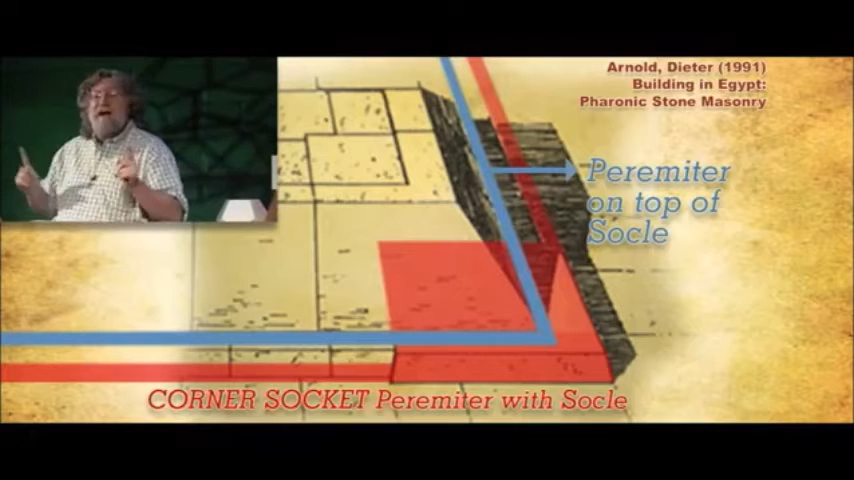 Arnold, Dieter (1991)
Building in Egypt:
Pharonic Stone Masonry
Peremiter
on top of
Socle
CORNER SOCKET Peremiter with Socle